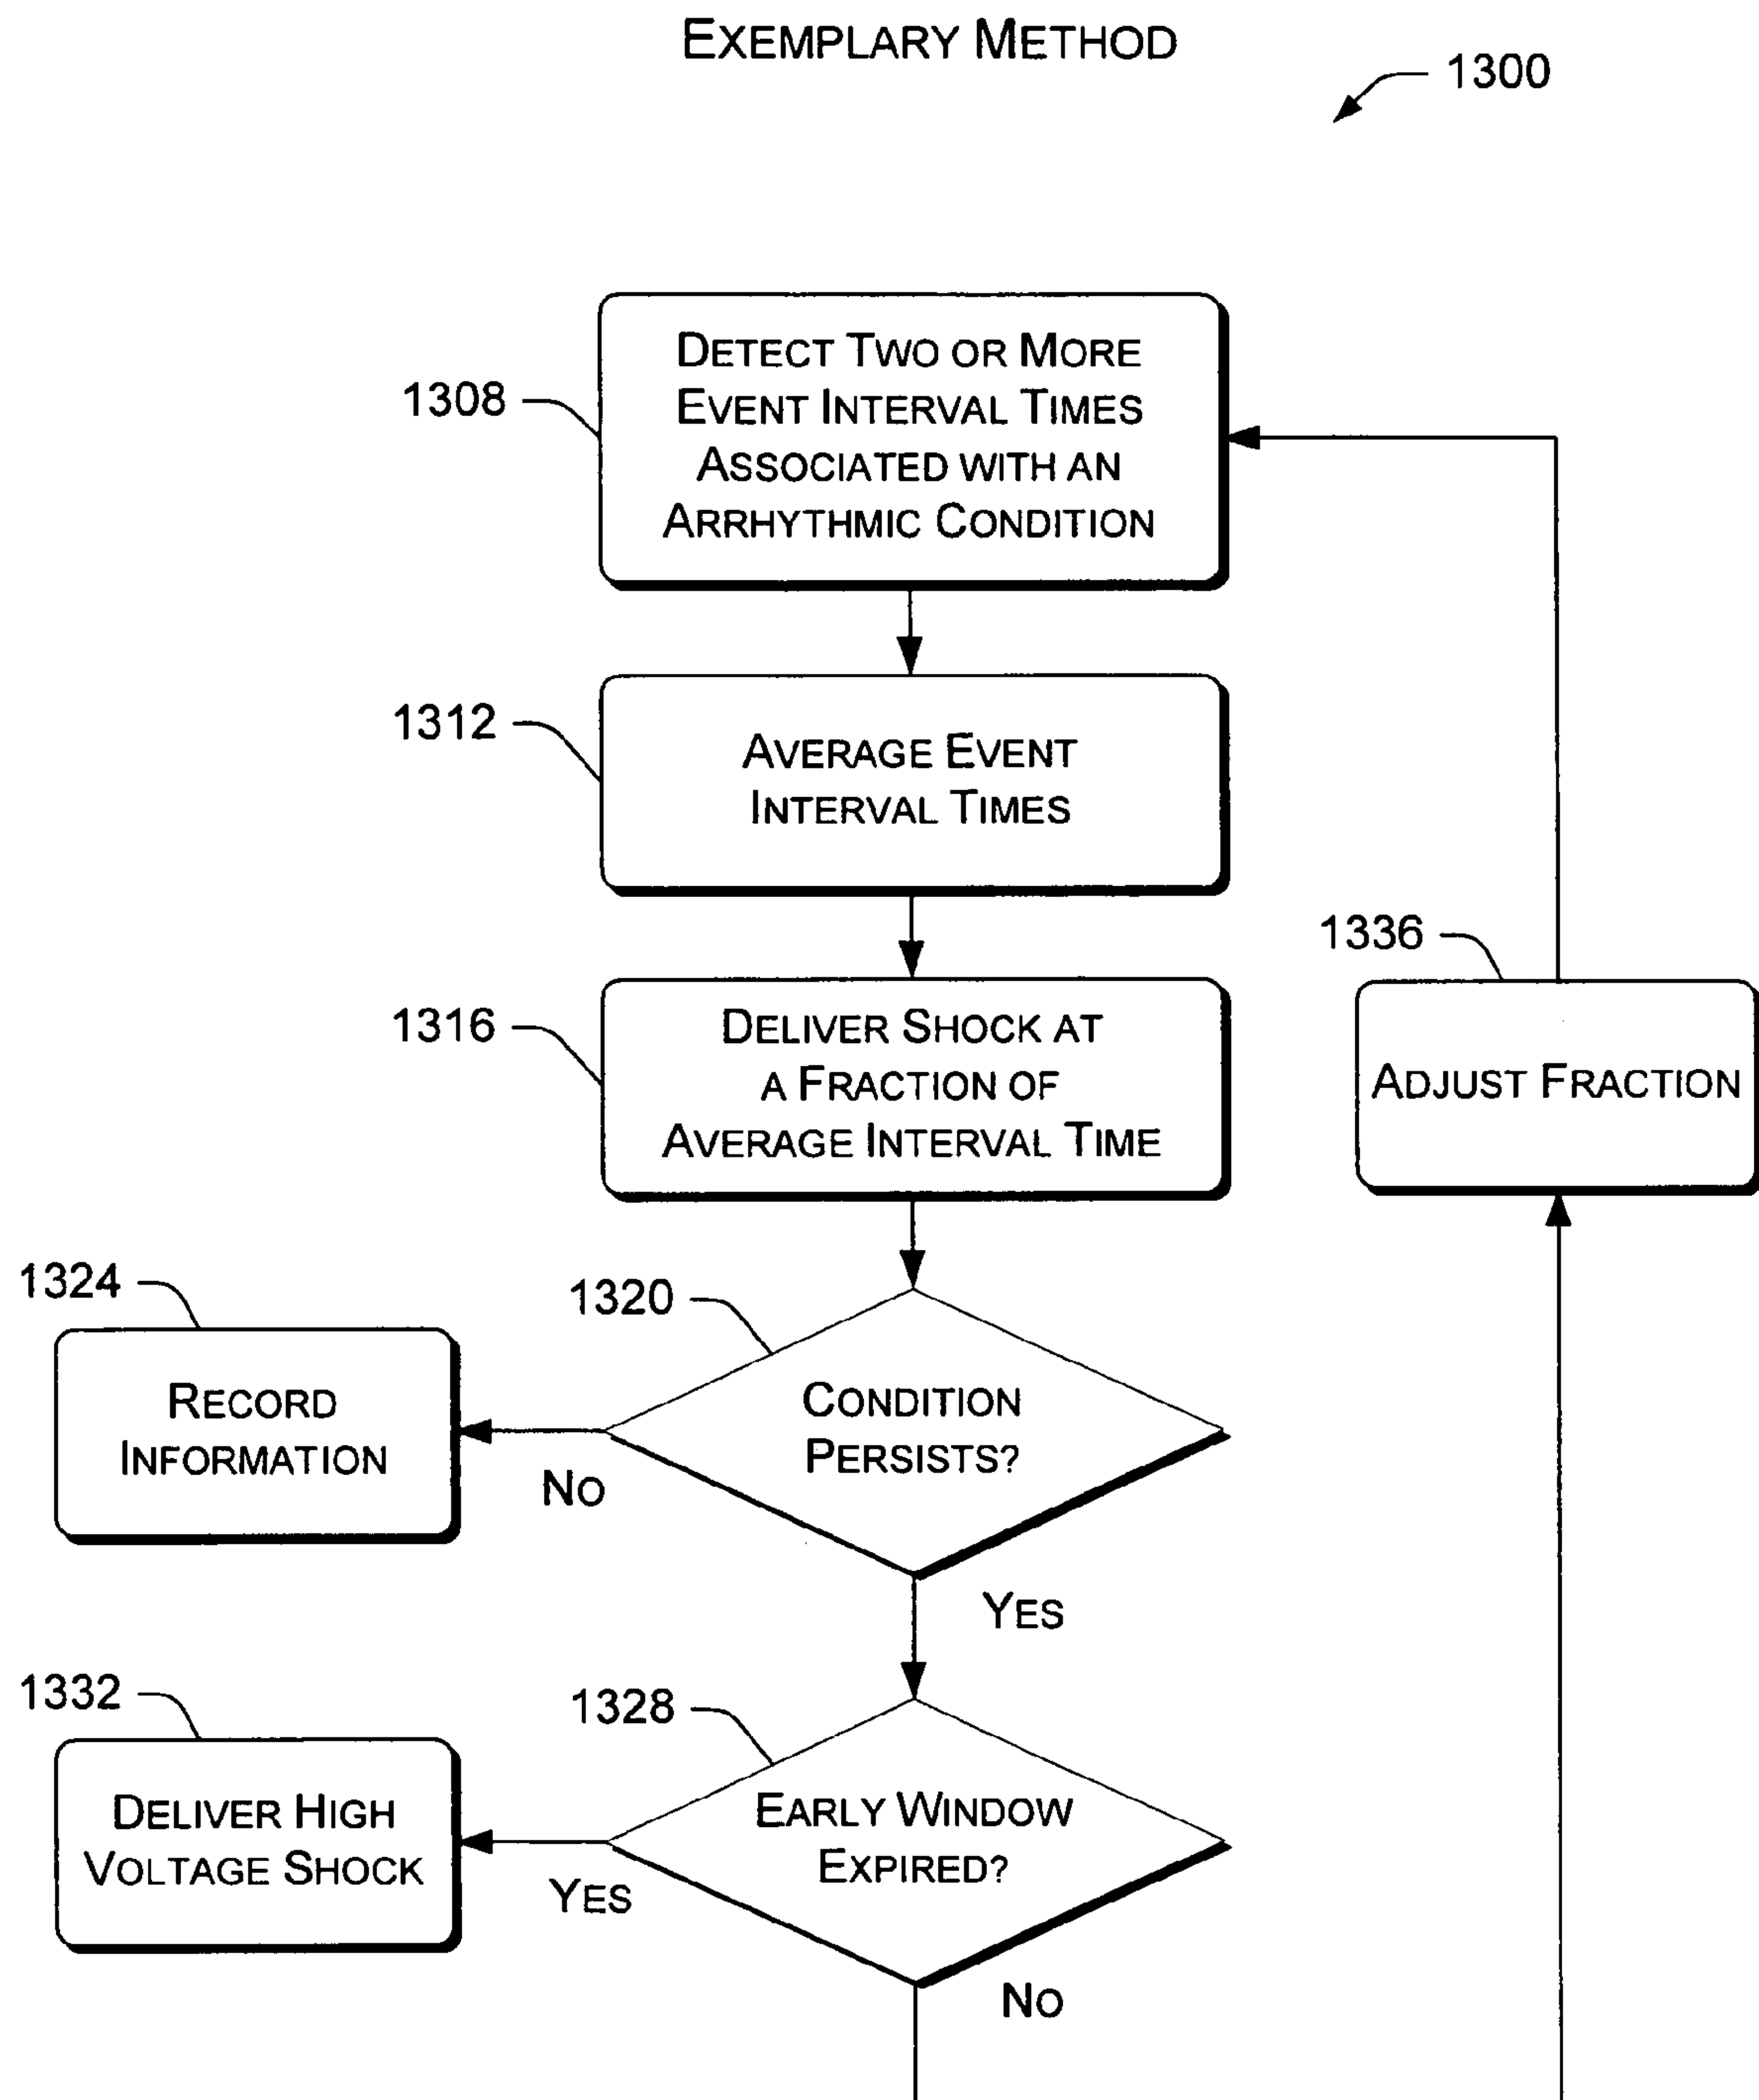 EXEMPLARY METHOD
1300
1308
DETECT TWO OR MORE
EVENT INTERVAL TIMES
ASSOCIATED WITH AN
ARRHYTHMIC CONDITION
1312
AVERAGE EVENT
INTERVAL TIMES
1316
DELIVER SHOCK AT
A FRACTION OF
AVERAGE INTERVAL TIME
1336
ADJUST FRACTION
1320
CONDITION
PERSISTS?
1324
RECORD
INFORMATION
NO
YES
1328
EARLY WINDOW
EXPIRED?
1332
DELIVER HIGH
VOLTAGE SHOCK
YES
NO